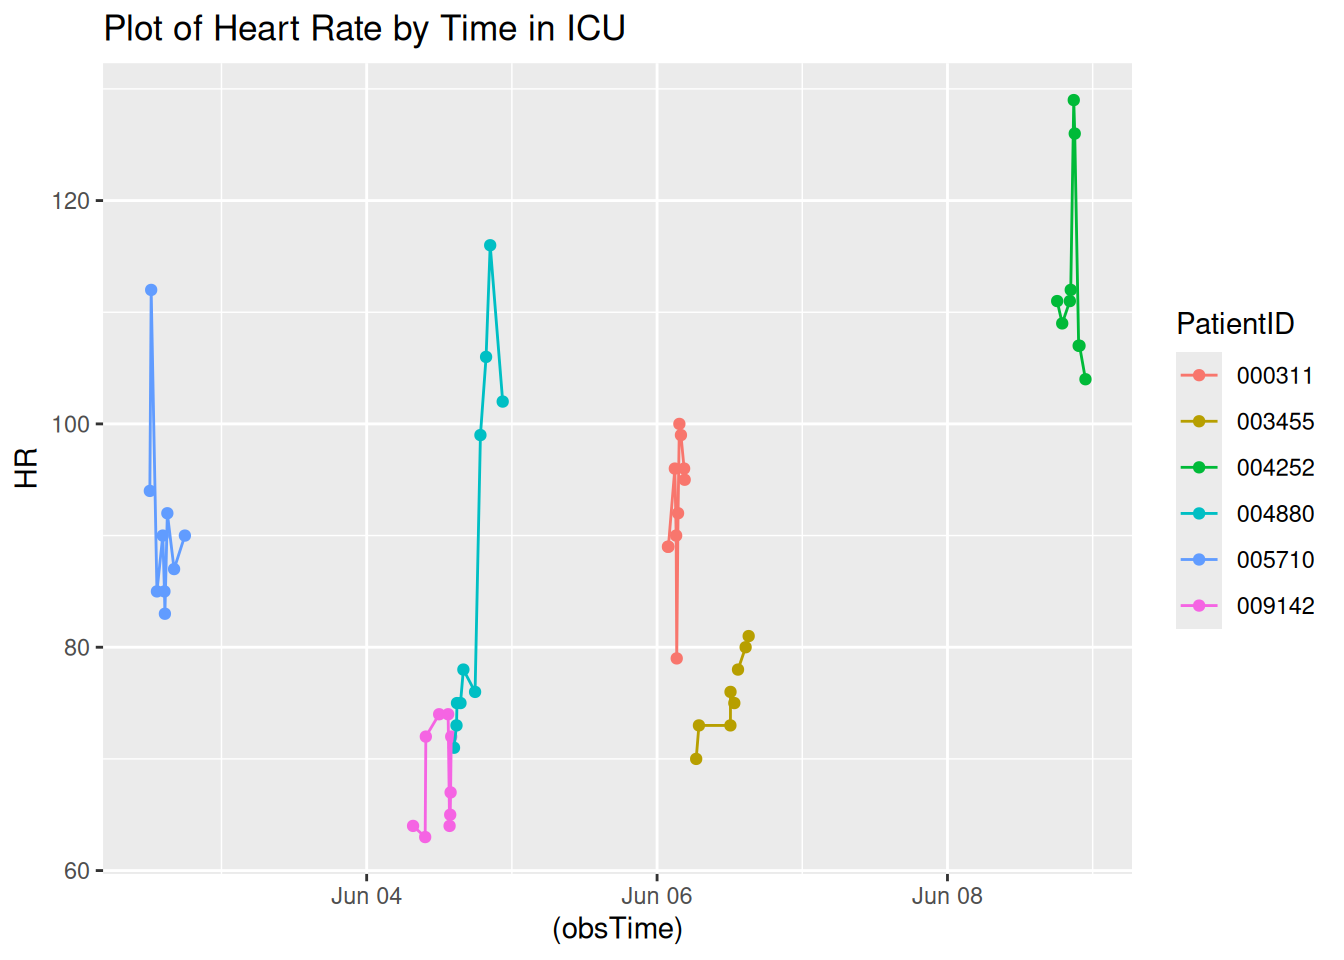 Plot of Heart Rate by Time in ICU
120
100
80
60
HR
Jun 04
Jun 06
Jun 08
(obsTime)
PatientID
000311
003455
004252
004880
005710
009142